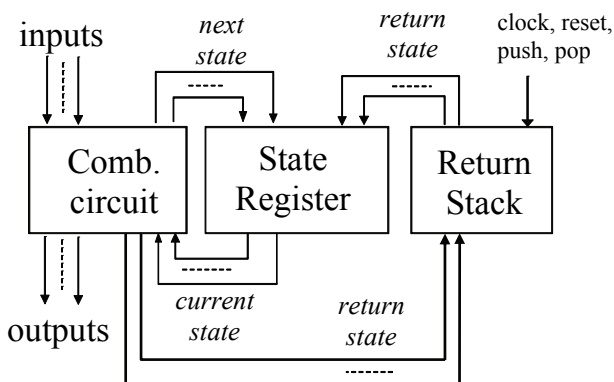 inputs
next
state
return
state
clock, reset,
push, pop
Comb.
circuit
State
Register
Return
Stack
outputs
current
state
return
state